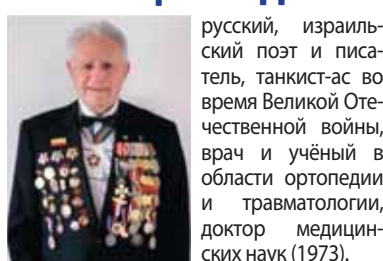 русский, израиль-
ский поэт и писа-
тель, танкист-ас во
время Великой Оте-
чественной войны,
врач и учёный в
области ортопедии
и травматологии,
доктор медицин-
ских наук (1973).